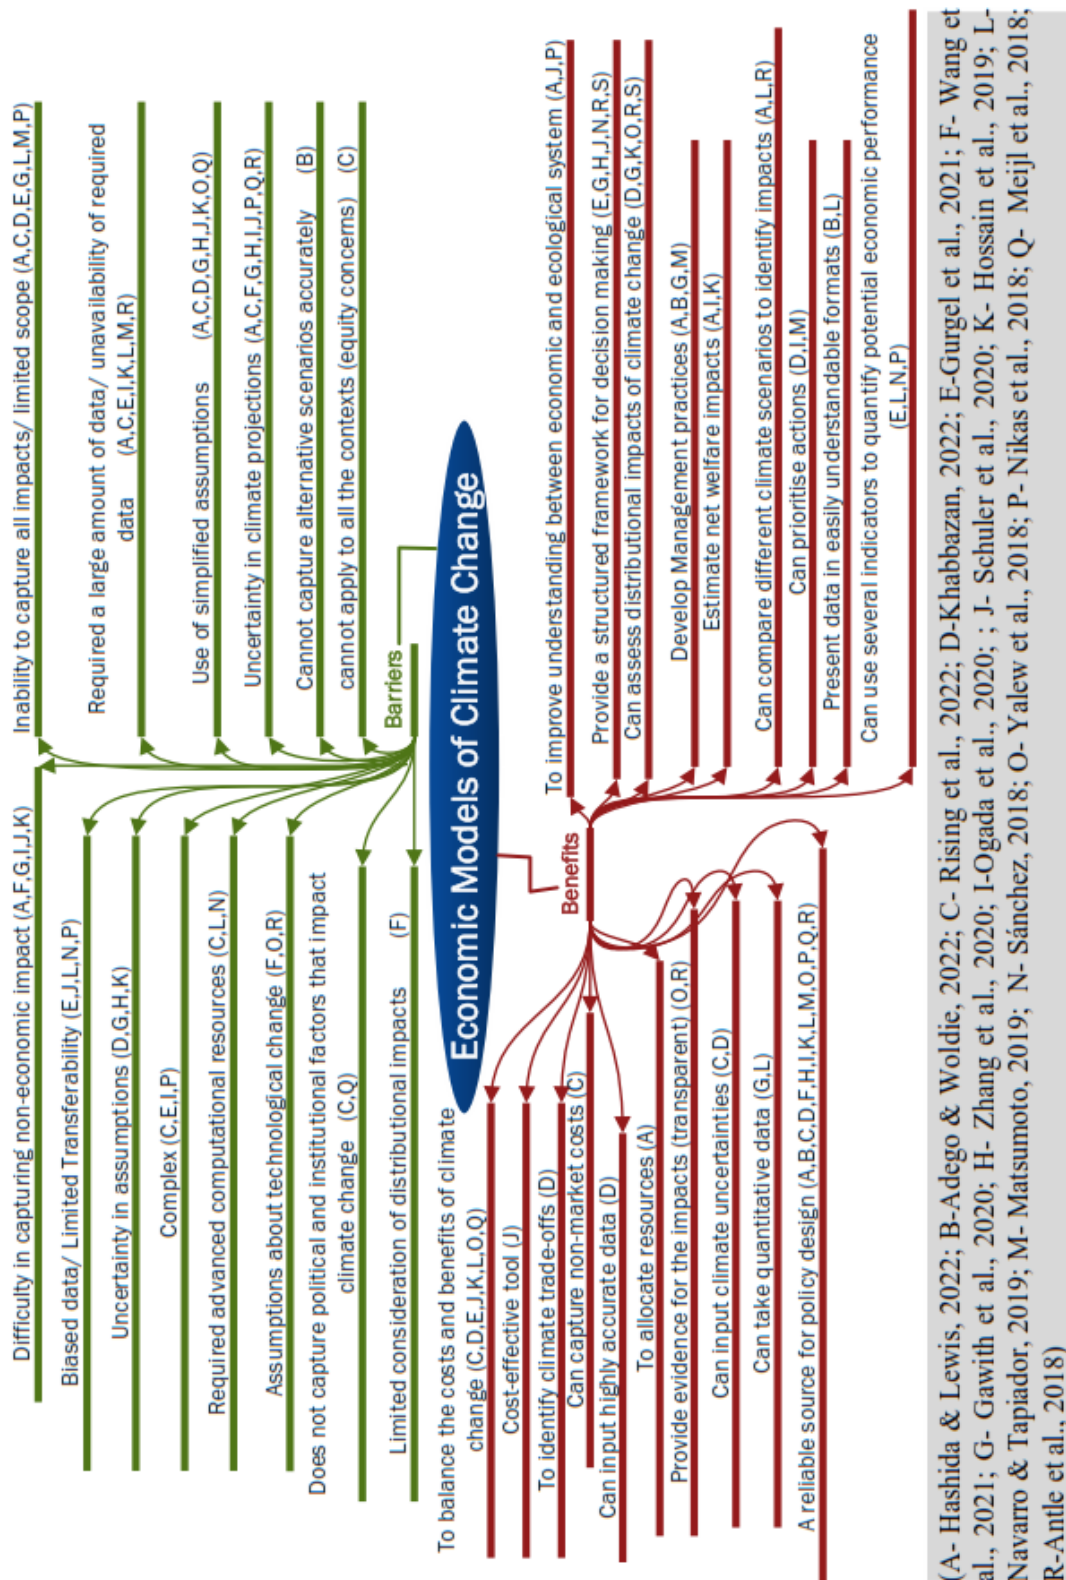 Difficulty in capturing non-economic impact (A,F,G,I,J,K)
Biased data/ Limited Transferability (E,J,L,N,P)
Uncertainty in assumptions (D,G,H,K)
Complex (C,E,I,P)
Required advanced computational resources (C,L,N)
Assumptions about technological change (F,O,R)
Does not capture political and institutional factors that impact
climate change (C,Q)
Limited consideration of distributional impacts (F)
Inability to capture all impacts/ limited scope (A,C,D,E,G,L,M,P)
Required a large amount of data/ unavailability of required
data (A,C,E,I,K,L,M,R)
Use of simplified assumptions (A,C,D,G,H,J,K,O,Q)
Uncertainty in climate projections (A,C,F,G,H,I,J,P,Q,R)
Cannot capture alternative scenarios accurately (B)
cannot apply to all the contexts (equity concerns) (C)
Barriers
Economic Models of Climate Change
Benefits
To balance the costs and benefits of climate
change (C,D,E,J,K,L,O,Q)
Cost-effective tool (J)
To identify climate trade-offs (D)
Can capture non-market costs (C)
Can input highly accurate data (D)
To allocate resources (A)
Provide evidence for the impacts (transparent) (O,R)
Can input climate uncertainties (C,D)
Can take quantitative data (G,L)
A reliable source for policy design (A,B,C,D,F,H,I,K,L,M,O,P,Q,R)
To improve understanding between economic and ecological system (A,J,P)
Provide a structured framework for decision making (E,G,H,J,N,R,S)
Can assess distributional impacts of climate change (D,G,K,O,R,S)
Develop Management practices (A,B,G,M)
Estimate net welfare impacts (A,I,K)
Can compare different climate scenarios to identify impacts (A,L,R)
Can prioritise actions (D,I,M)
Present data in easily understandable formats (B,L)
Can use several indicators to quantify potential economic performance
(E,L,N,P)
(A- Hashida & Lewis, 2022; B-Adego & Woldie, 2022; C- Rising et al., 2022; D-Khabbazan, 2022; E-Gurgel et al., 2021; F- Wang et
al., 2021; G- Gawith et al., 2020; H- Zhang et al., 2020; I-Ogada et al., 2020; ; J- Schuler et al., 2020; K- Hossain et al., 2019; L-
Navarro & Tapiador, 2019; M- Matsumoto, 2019; N- Sánchez, 2018; O- Yalew et al., 2018; P- Nikas et al., 2018; Q- Meijl et al., 2018;
R-Antle et al., 2018)